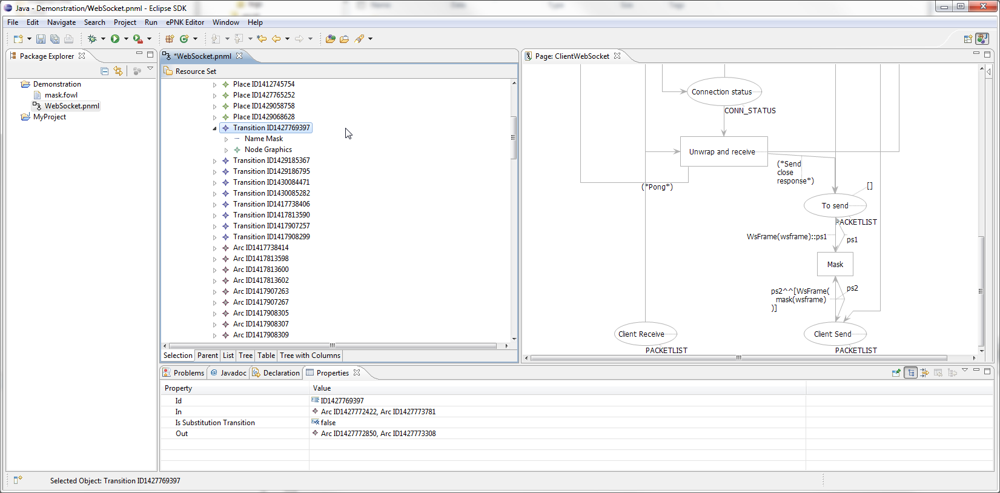 Java - Demonstration/WebSocket.pnml - Eclipse SDK
File Edit Navigate Search Project Run ePNK Editor Window Help
Package Explorer
Demonstration
mask.fowl
WebSocket.pnml
MyProject
*WebSocket.pnml
Resource Set
Place ID1412745754
Place ID1427765252
Place ID1429058758
Place ID1429068628
Transition ID1427769397
Name Mask
Node Graphics
Transition ID1429185367
Transition ID1429186795
Transition ID1430084471
Transition ID1430085282
Transition ID1417738406
Transition ID1417813590
Transition ID1417907257
Transition ID1417908299
Arc ID1417738414
Arc ID1417813598
Arc ID1417813600
Arc ID1417813602
Arc ID1417907263
Arc ID1417907267
Arc ID1417908305
Arc ID1417908307
Arc ID1417908309
Selection Parent List Tree Table Tree with Columns
Page: ClientWebSocket
Connection status
CONN_STATUS
Unwrap and receive
(*Send
close
response*)
(*Pong*)
[]
To send
PACKETLIST
WsFrame(wsframe)::ps1
ps1
Mask
ps2
ps2^^[WsFrame(
mask(wsframe)
)]
Client Receive
PACKETLIST
Client Send
PACKETLIST
Problems @ Javadoc Declaration Properties
Property Value
Id ID1427769397
In Arc ID1427772422, Arc ID1427773781
Is Substitution Transition false
Out Arc ID1427772850, Arc ID1427773308
Selected Object: Transition ID1427769397